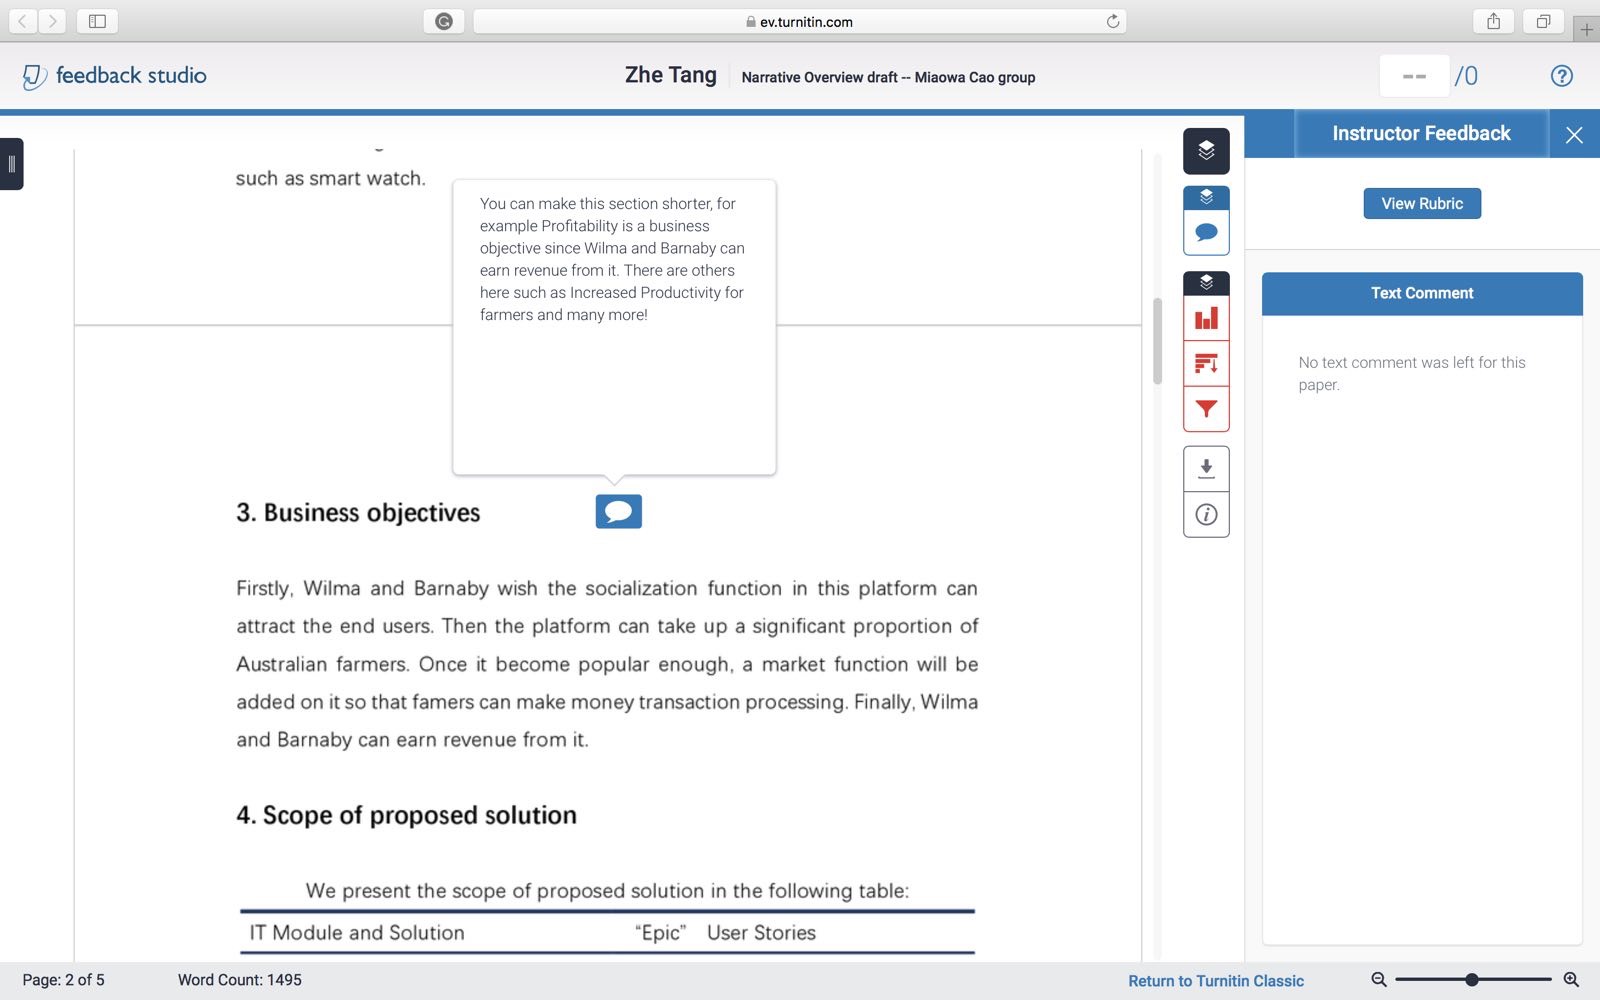 ev.turnitin.com
feedback studio
Zhe Tang
Narrative Overview draft -- Miaowa Cao group
-- /0
Instructor Feedback
View Rubric
Text Comment
No text comment was left for this
paper.
such as smart watch.
You can make this section shorter, for
example Profitability is a business
objective since Wilma and Barnaby can
earn revenue from it. There are others
here such as Increased Productivity for
farmers and many more!
3. Business objectives
Firstly, Wilma and Barnaby wish the socialization function in this platform can
attract the end users. Then the platform can take up a significant proportion of
Australian farmers. Once it become popular enough, a market function will be
added on it so that famers can make money transaction processing. Finally, Wilma
and Barnaby can earn revenue from it.
4. Scope of proposed solution
We present the scope of proposed solution in the following table:
IT Module and Solution “Epic” User Stories
Page: 2 of 5
Word Count: 1495
Return to Turnitin Classic